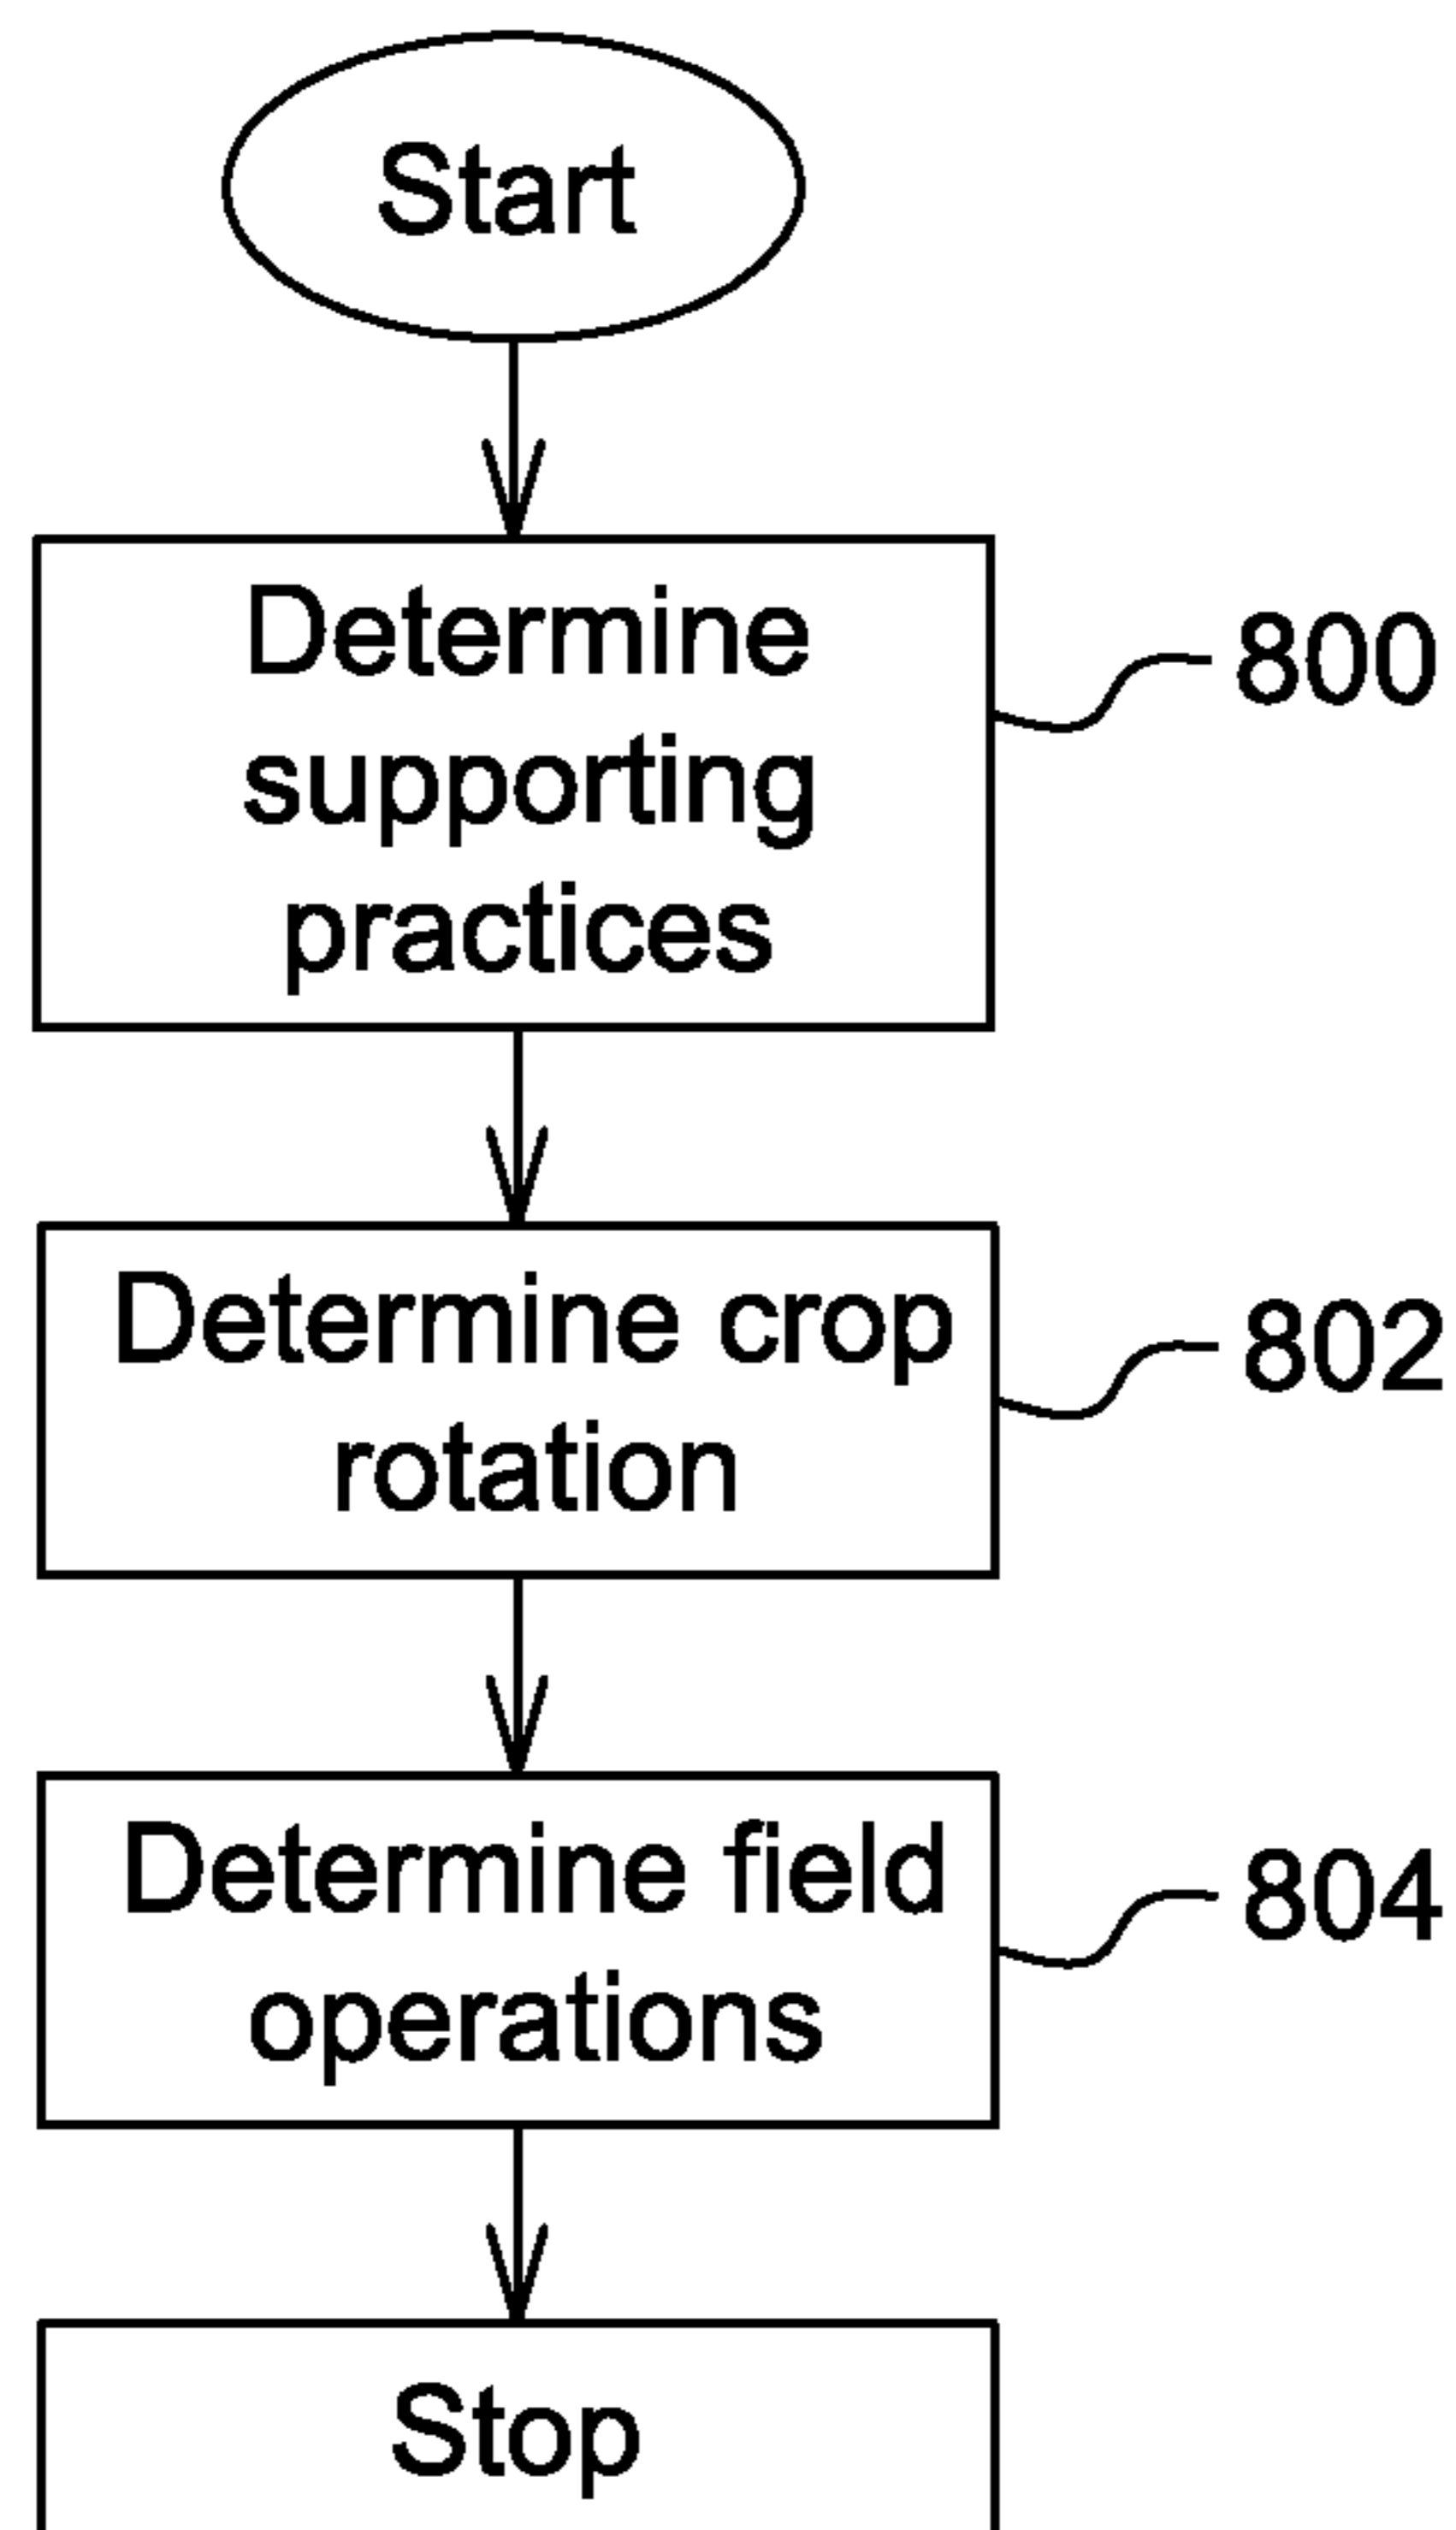 Start
Determine
supporting
practices
800
Determine crop
rotation
802
Determine field
operations
804
Stop